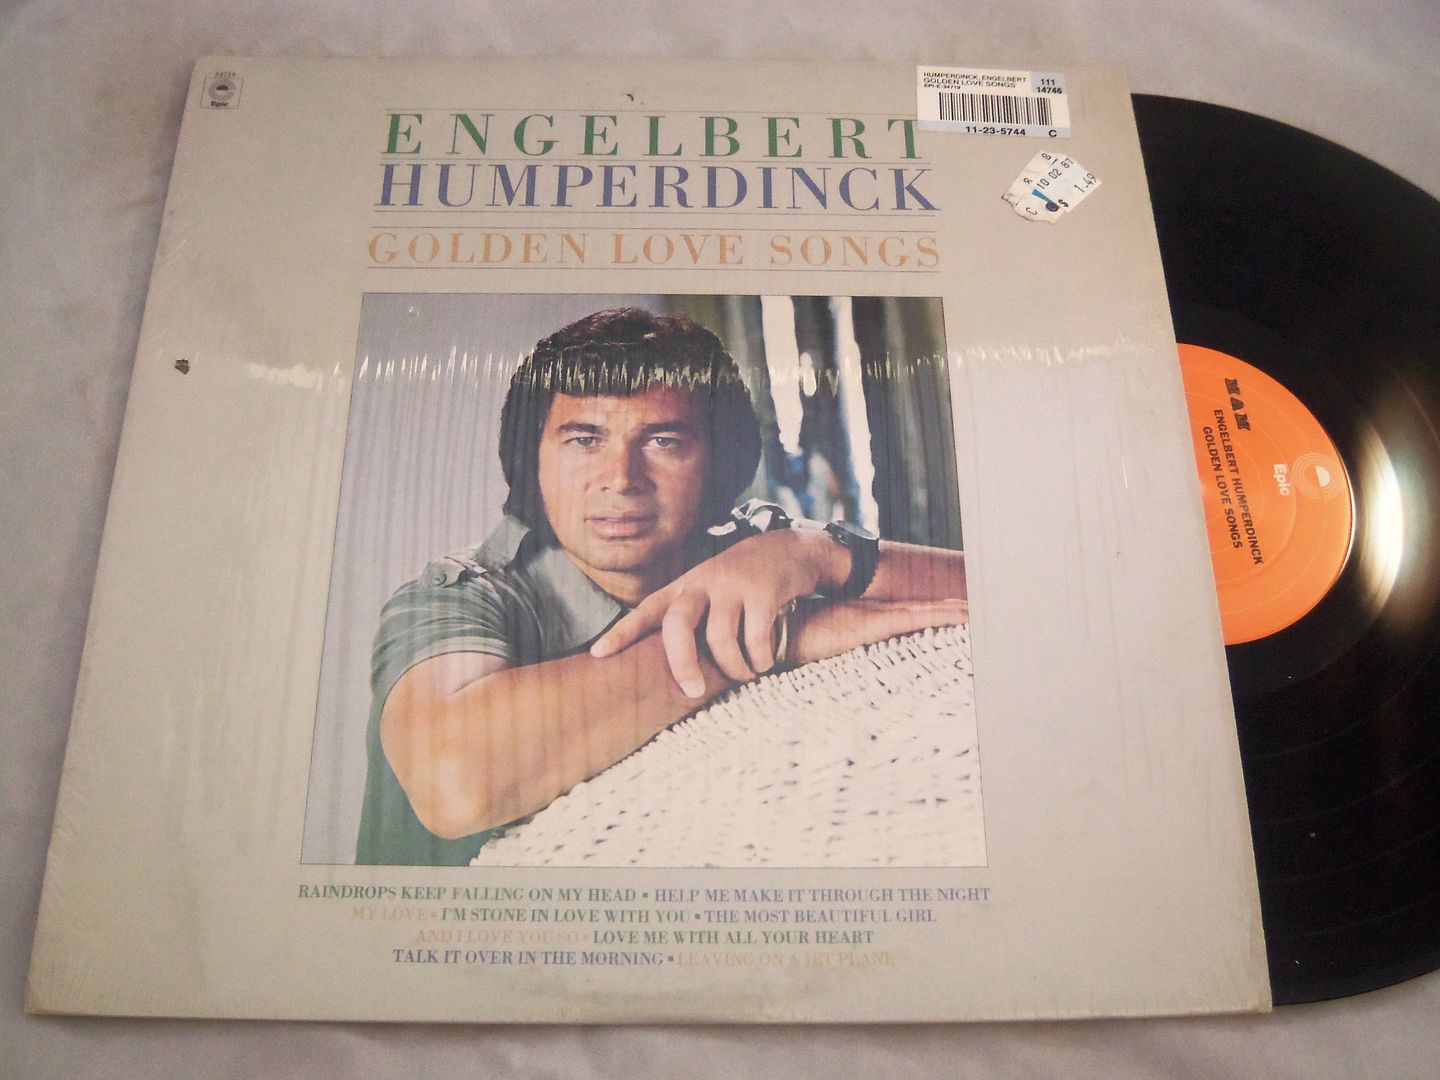 34719
Epic
HUMPERDINCK, ENGELBERT
GOLDEN LOVE SONGS
EPI-E-34719
111
14746
11-23-5744 C
10 02 87
1.49
ENGELBERT
HUMPERDINCK
GOLDEN LOVE SONGS
RAINDROPS KEEP FALLING ON MY HEAD ▪ HELP ME MAKE IT THROUGH THE NIGHT
MY LOVE ▪ I'M STONE IN LOVE WITH YOU ▪ THE MOST BEAUTIFUL GIRL
AND I LOVE YOU SO ▪ LOVE ME WITH ALL YOUR HEART
TALK IT OVER IN THE MORNING ▪ LEAVING ON A JET PLANE
MAM
ENGELBERT HUMPERDINCK
GOLDEN LOVE SONGS
Epic